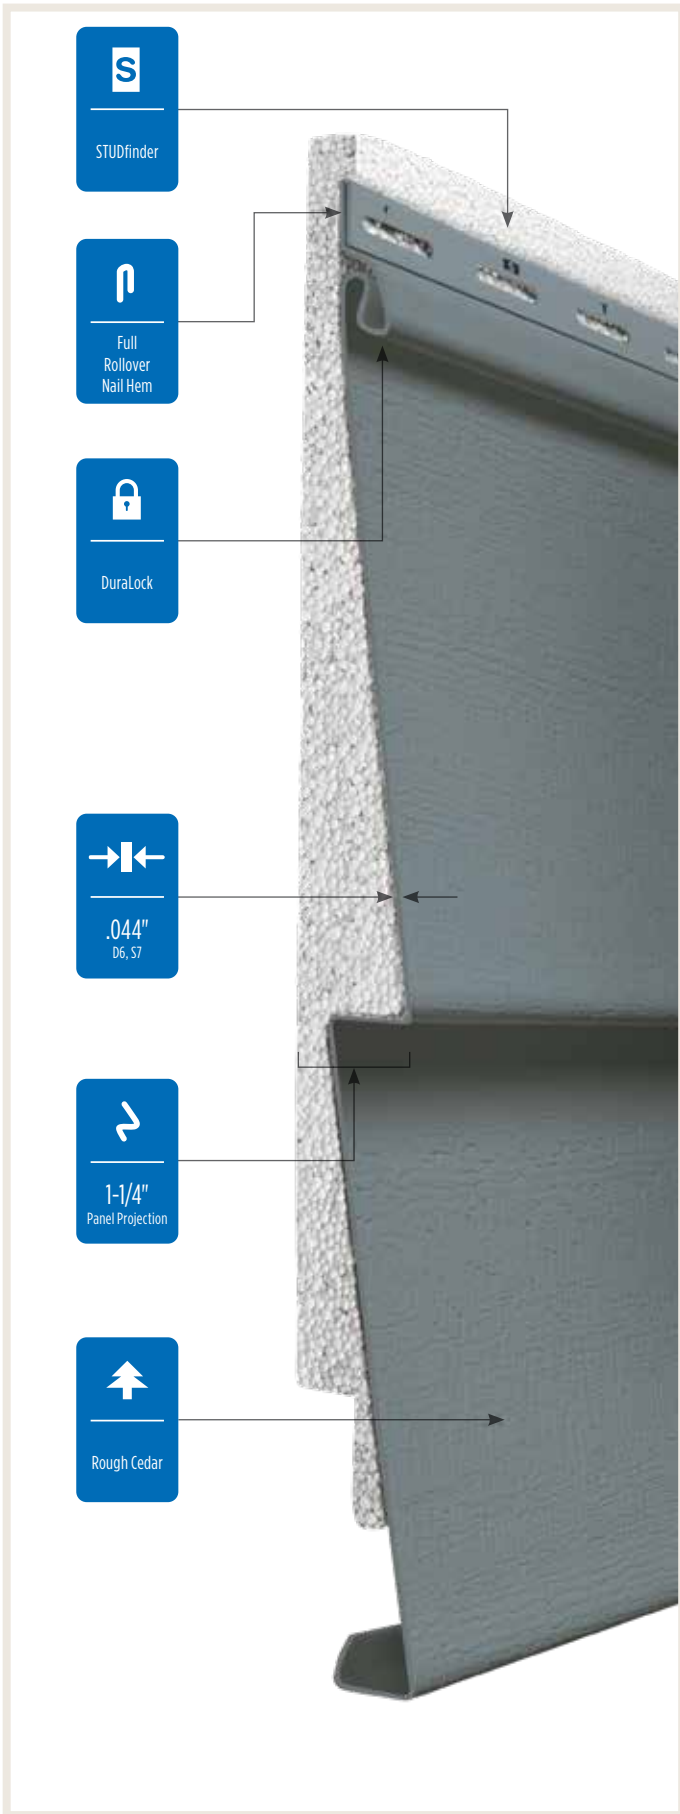 S
STUDfinder
Full
Rollover
Nail Hem
DuraLock
.044"
D6, S7
1-1/4"
Panel Projection
Rough Cedar